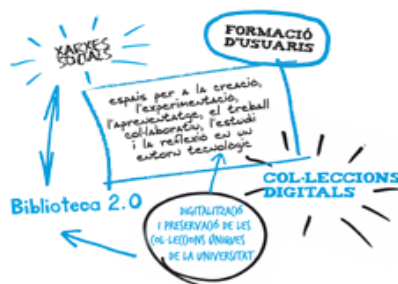 XARXES
SOCIALS
FORMACIÓ
D'USUARIS
espais per a la creació,
l'experimentació,
l'aprenentatge, el treball
col·laboratiu, l'estudi
i la reflexió en un
entorn tecnològic
COL·LECCIONS
DIGITALS
Biblioteca 2.0
DIGITALITZACIÓ
I PRESERVACIÓ DE LES
COL·LECCIONS ÚNIQUES
DE LA UNIVERSITAT